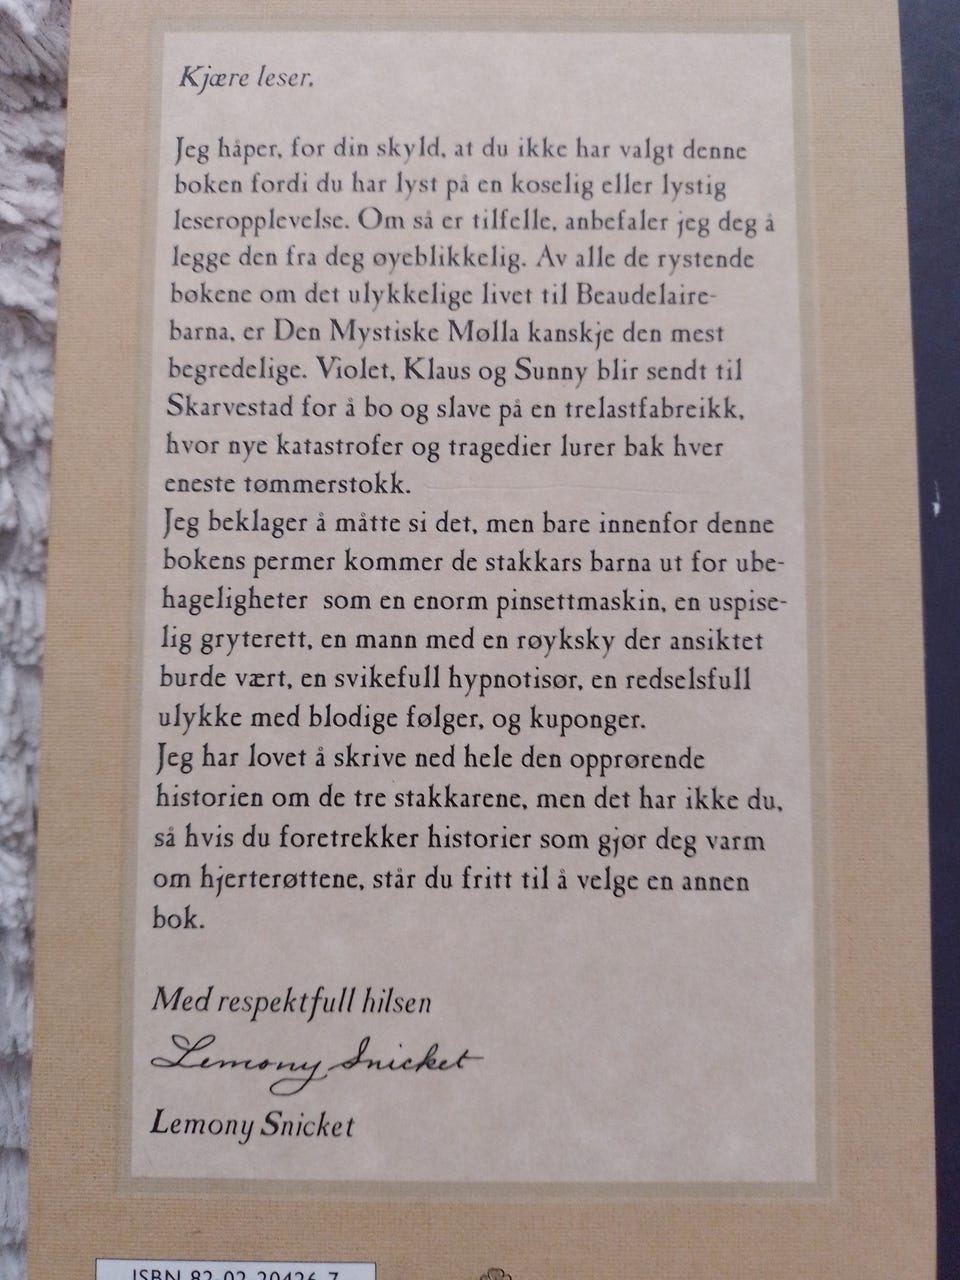 Kjære leser,
Jeg håper, for din skyld, at du ikke har valgt denne
boken fordi du har lyst på en koselig eller lystig
leseropplevelse. Om så er tilfelle, anbefaler jeg deg å
legge den fra deg øyeblikkelig. Av alle de rystende
bøkene om det ulykkelige livet til Beaudelaire-
barna, er Den Mystiske Mølla kanskje den mest
begredelige. Violet, Klaus og Sunny blir sendt til
Skarvestad for å bo og slave på en trelastfabreikk,
hvor nye katastrofer og tragedier lurer bak hver
eneste tømmerstokk.
Jeg beklager å måtte si det, men bare innenfor denne
bokens permer kommer de stakkars barna ut for ube-
hageligheter som en enorm pinsettmaskin, en uspise-
lig gryterett, en mann med en røyksky der ansiktet
burde vært, en svikefull hypnotisør, en redselsfull
ulykke med blodige følger, og kuponger.
Jeg har lovet å skrive ned hele den opprørende
historien om de tre stakkarene, men det har ikke du,
så hvis du foretrekker historier som gjør deg varm
om hjerterøttene, står du fritt til å velge en annen
bok.
Med respektfull hilsen
Lemony Snicket
Lemony Snicket
ISBN 82-02-20426-7